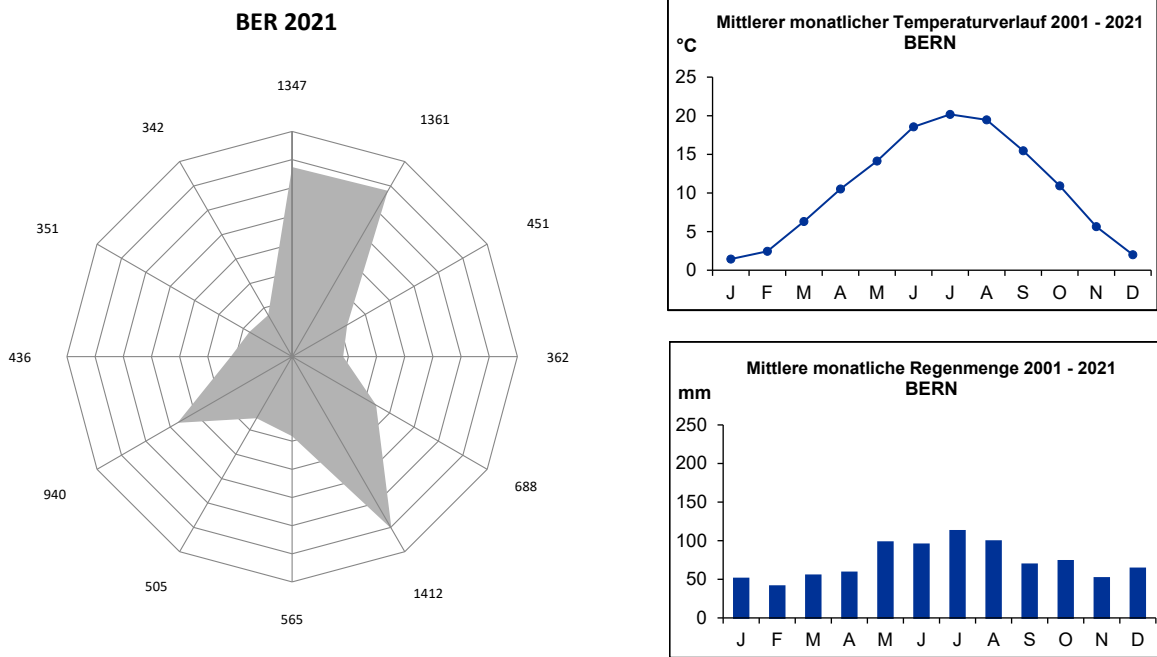 BER 2021
1347
1361
451
362
688
1412
565
505
940
436
351
342
Mittlerer monatlicher Temperaturverlauf 2001 - 2021
BERN
°C
25
20
15
10
5
0
J F M A M J J A S O N D
Mittlere monatliche Regenmenge 2001 - 2021
BERN
mm
250
200
150
100
50
0
J F M A M J J A S O N D